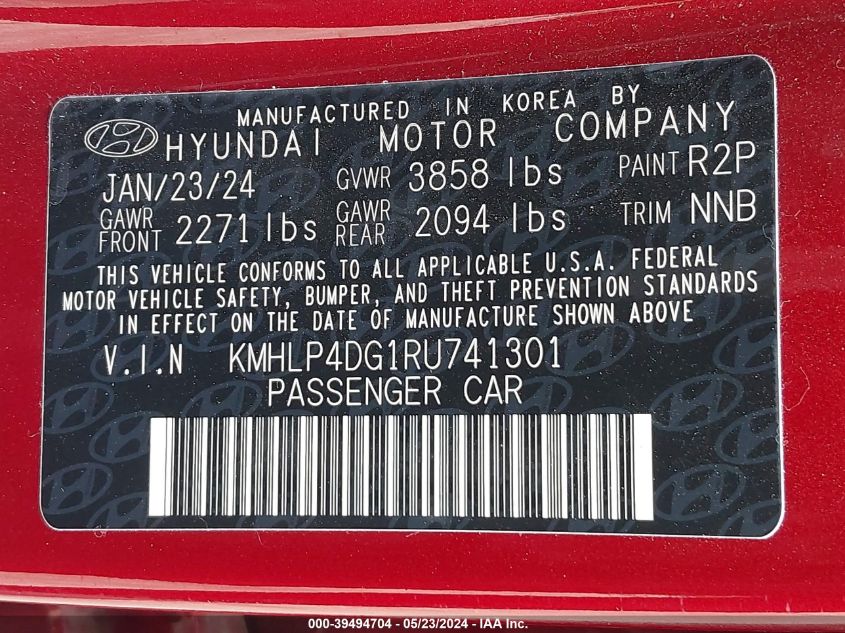 MANUFACTURED IN KOREA BY
HYUNDAI MOTOR COMPANY
JAN/23/24 GVWR 3858 lbs PAINT R2P
GAWR FRONT 2271 lbs GAWR REAR 2094 lbs TRIM NNB
THIS VEHICLE CONFORMS TO ALL APPLICABLE U.S.A. FEDERAL
MOTOR VEHICLE SAFETY, BUMPER, AND THEFT PREVENTION STANDARDS
IN EFFECT ON THE DATE OF MANUFACTURE SHOWN ABOVE
V.I.N KMHLP4DG1RU741301
PASSENGER CAR
000-39494704 - 05/23/2024 - IAA Inc.